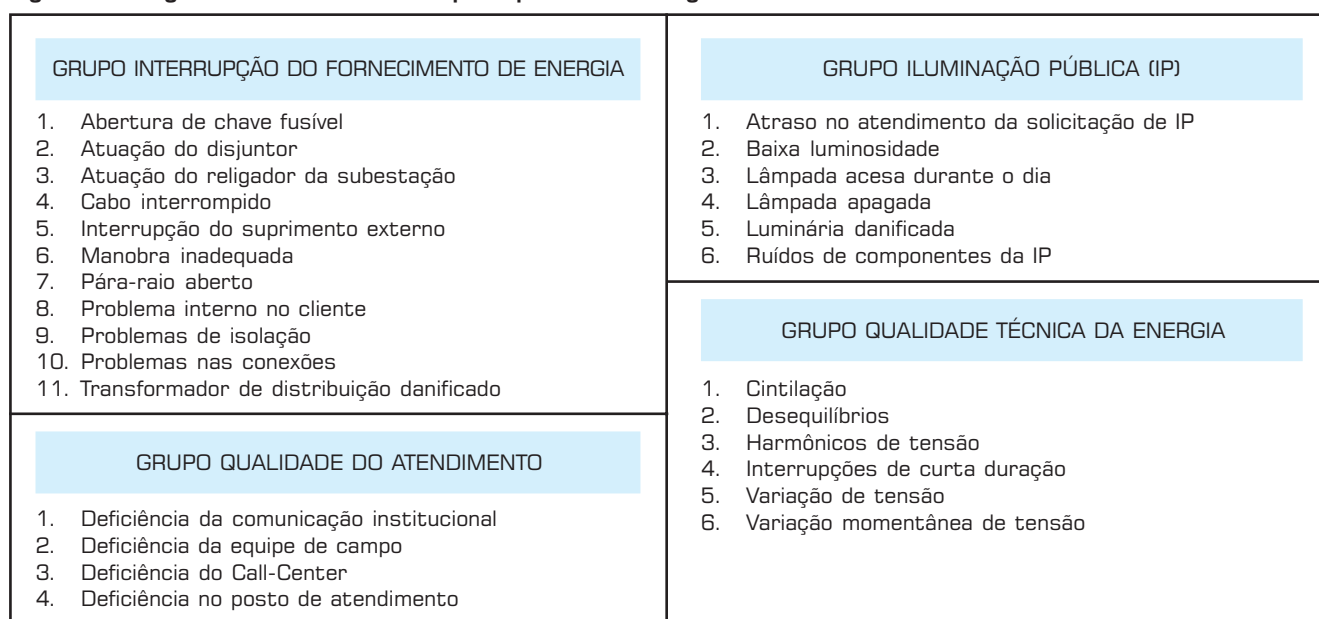 GRUPO INTERRUPÇÃO DO FORNECIMENTO DE ENERGIA
1. Abertura de chave fusível
2. Atuação do disjuntor
3. Atuação do religador da subestação
4. Cabo interrompido
5. Interrupção do suprimento externo
6. Manobra inadequada
7. Pára-raio aberto
8. Problema interno no cliente
9. Problemas de isolação
10. Problemas nas conexões
11. Transformador de distribuição danificado
GRUPO QUALIDADE DO ATENDIMENTO
1. Deficiência da comunicação institucional
2. Deficiência da equipe de campo
3. Deficiência do Call-Center
4. Deficiência no posto de atendimento
GRUPO ILUMINAÇÃO PÚBLICA (IP)
1. Atraso no atendimento da solicitação de IP
2. Baixa luminosidade
3. Lâmpada acesa durante o dia
4. Lâmpada apagada
5. Luminária danificada
6. Ruídos de componentes da IP
GRUPO QUALIDADE TÉCNICA DA ENERGIA
1. Cintilação
2. Desequilíbrios
3. Harmônicos de tensão
4. Interrupções de curta duração
5. Variação de tensão
6. Variação momentânea de tensão